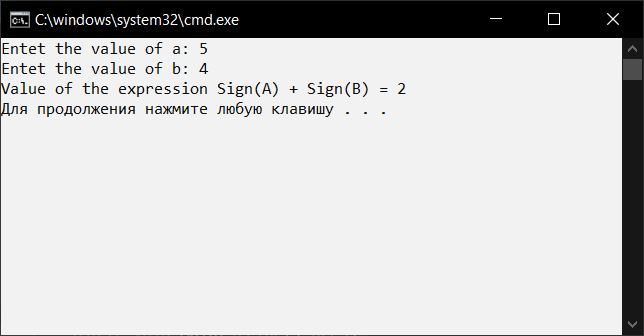 C:\windows\system32\cmd.exe
Entet the value of a: 5
Entet the value of b: 4
Value of the expression Sign(A) + Sign(B) = 2
Для продолжения нажмите любую клавишу . . .